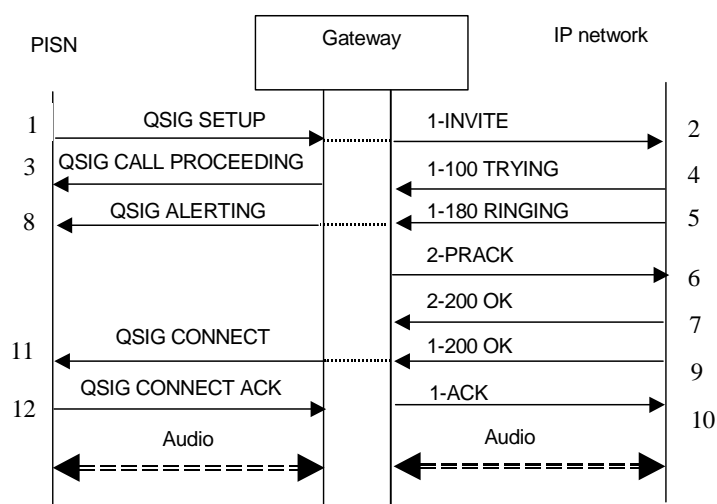 PISN Gateway IP network
1 QSIG SETUP 1-INVITE 2
3 QSIG CALL PROCEEDING 1-100 TRYING 4
8 QSIG ALERTING 1-180 RINGING 5
2-PRACK 6
2-200 OK 7
11 QSIG CONNECT 1-200 OK 9
12 QSIG CONNECT ACK 1-ACK 10
Audio Audio